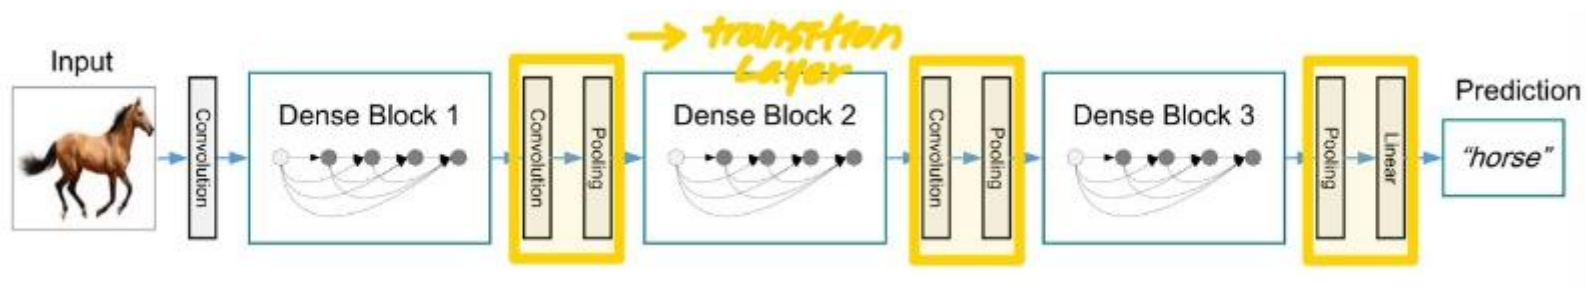 → transition
Layer
Input
Convolution
Dense Block 1
Convolution
Pooling
Dense Block 2
Convolution
Pooling
Dense Block 3
Pooling
Linear
Prediction
"horse"